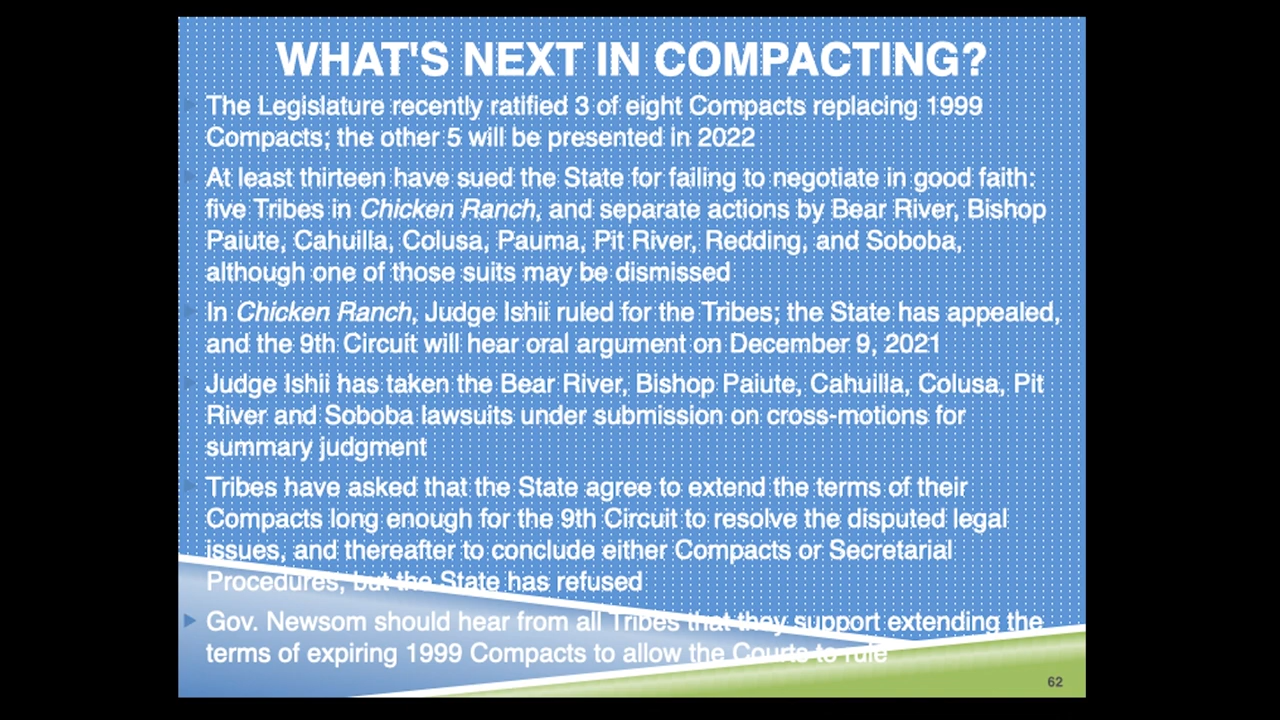 WHAT'S NEXT IN COMPACTING?
The Legislature recently ratified 3 of eight Compacts replacing 1999
Compacts; the other 5 will be presented in 2022
At least thirteen have sued the State for failing to negotiate in good faith:
five Tribes in Chicken Ranch, and separate actions by Bear River, Bishop
Paiute, Cahuilla, Colusa, Pauma, Pit River, Redding, and Soboba,
although one of those suits may be dismissed
In Chicken Ranch, Judge Ishii ruled for the Tribes; the State has appealed,
and the 9th Circuit will hear oral argument on December 9, 2021
Judge Ishii has taken the Bear River, Bishop Paiute, Cahuilla, Colusa, Pit
River and Soboba lawsuits under submission on cross-motions for
summary judgment
Tribes have asked that the State agree to extend the terms of their
Compacts long enough for the 9th Circuit to resolve the disputed legal
issues, and thereafter to conclude either Compacts or Secretarial
Procedures, but the State has refused
Gov. Newsom should hear from all Tribes that they support extending the
terms of expiring 1999 Compacts to allow the Courts to rule
62